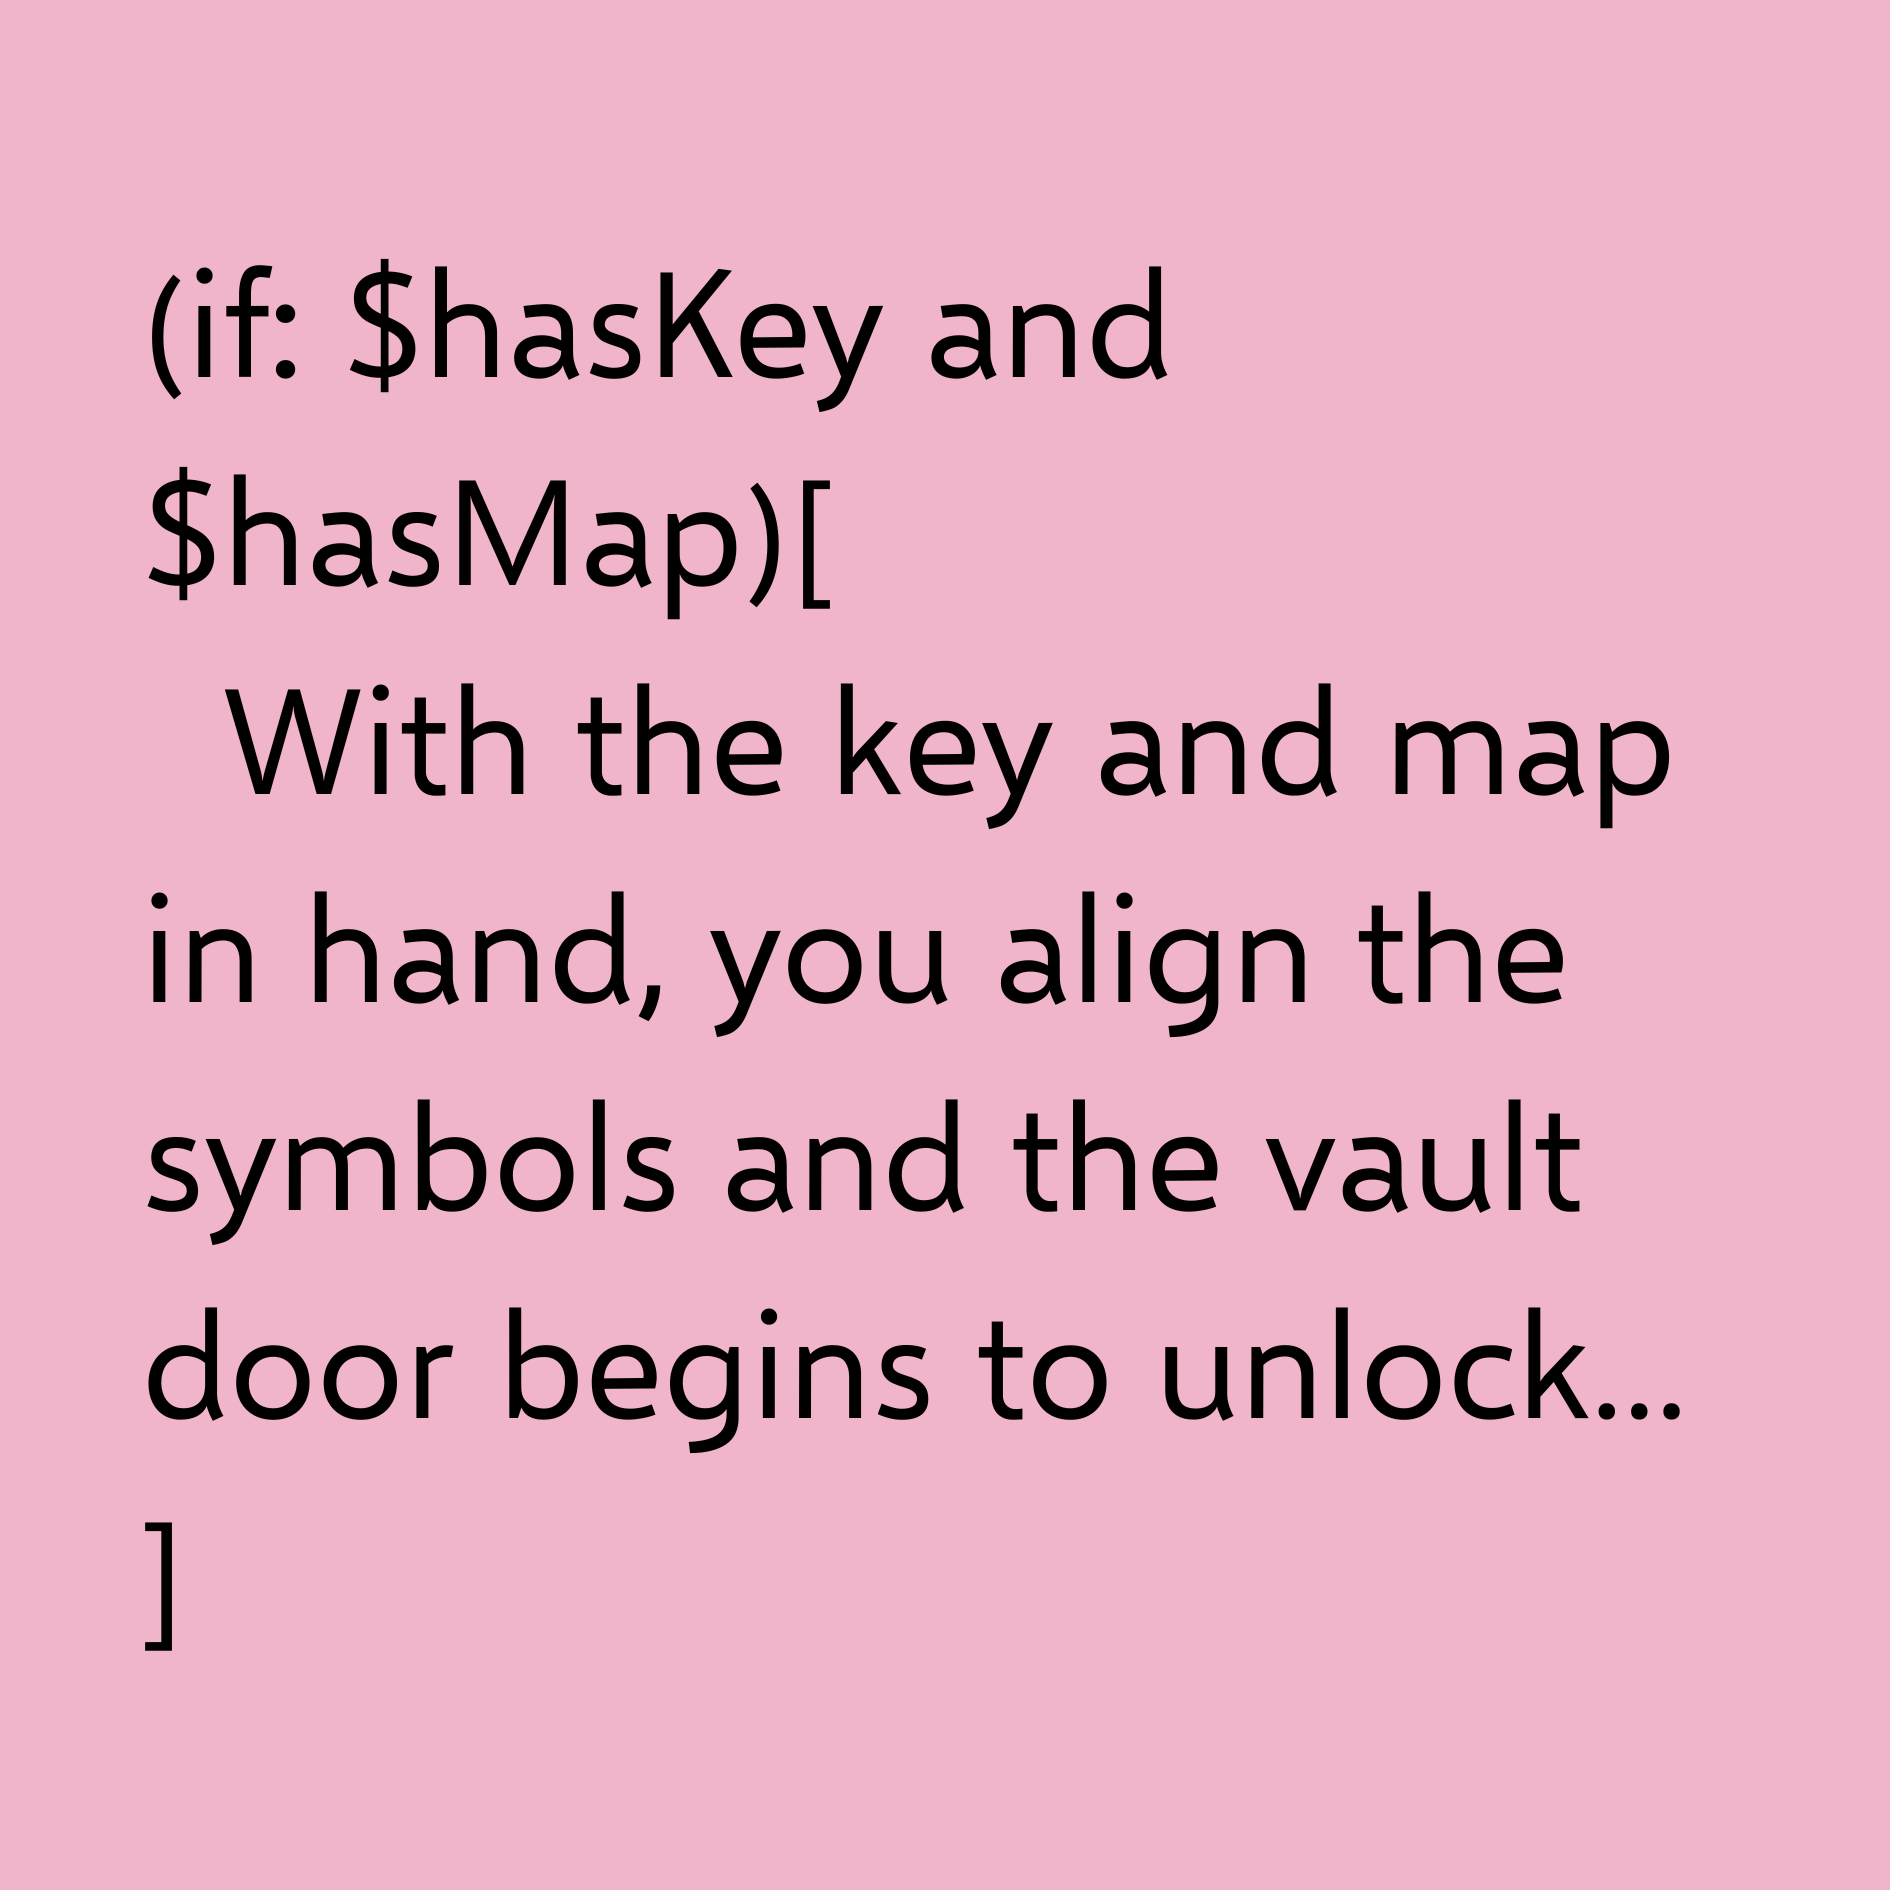 (if: $hasKey and
$hasMap)[
   With the key and map
in hand, you align the
symbols and the vault
door begins to unlock...
]